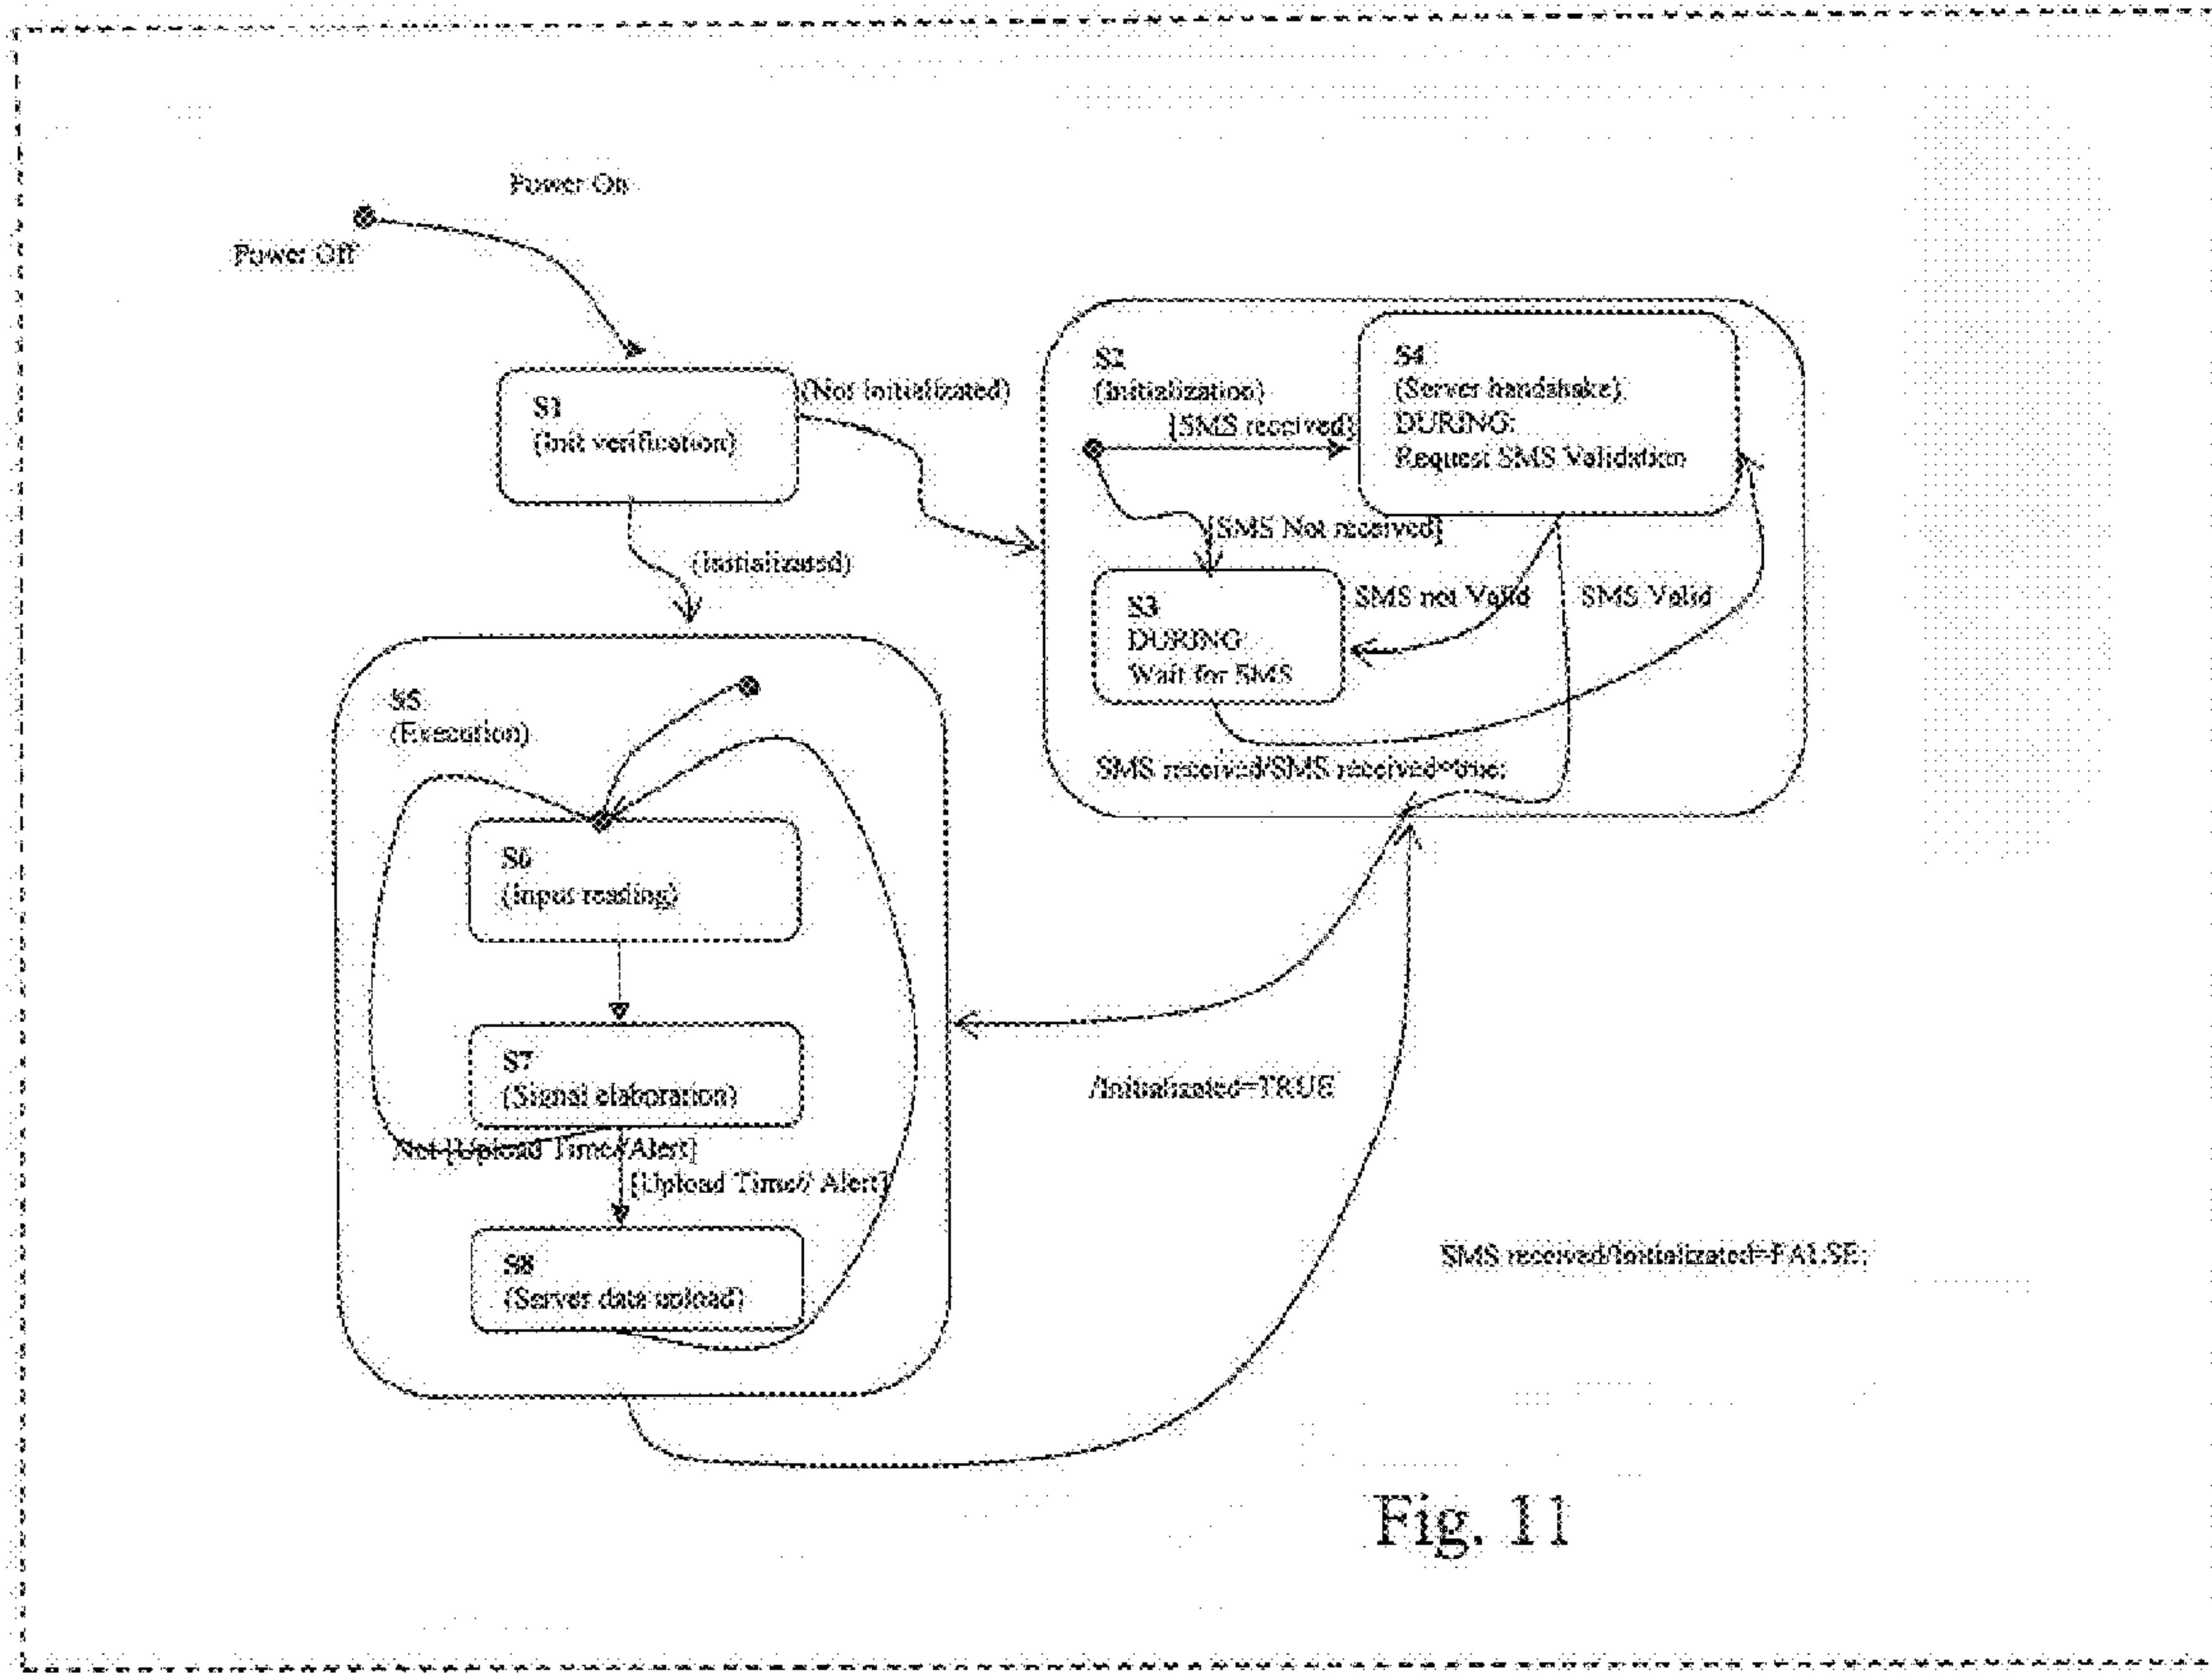 Power On
Power Off
S1
(Init verification)
(Not Initializated)
(Initializated)
S2
(Initialization)
[SMS received]
S4
(Server handshake)
DURING:
Request SMS Validation
[SMS Not received]
S3
DURING
Wait for SMS
SMS not Valid
SMS Valid
SMS received/SMS received=true;
S5
(Execution)
S6
(Input reading)
S7
(Signal elaboration)
Not [Upload Time//Alert]
[Upload Time// Alert]
S8
(Server data upload)
/Initializated=TRUE
SMS received/Initializated=FALSE;
Fig. 11